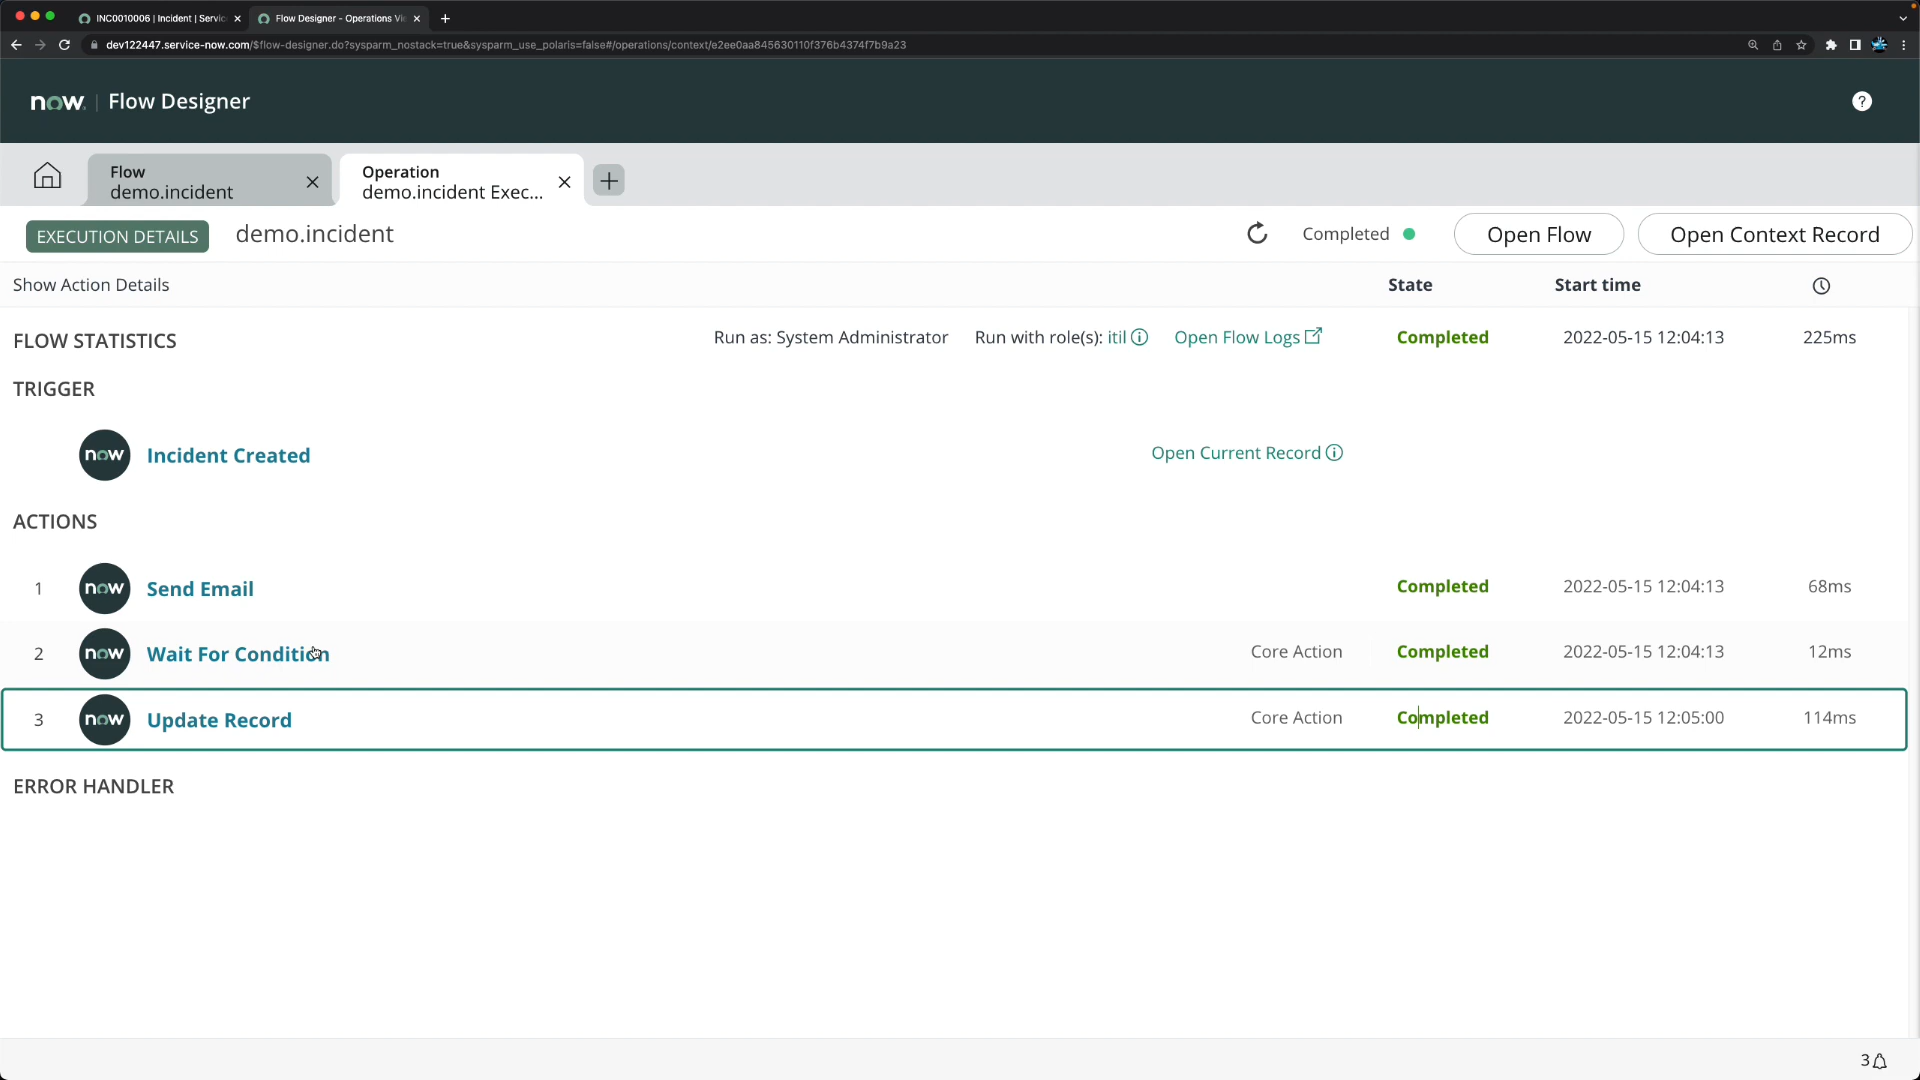 INC0010006 | Incident | Servic
Flow Designer - Operations Vi
dev122447.service-now.com/$flow-designer.do?sysparm_nostack=true&sysparm_use_polaris=false#/operations/context/e2ee0aa845630110f376b4374f7b9a23
now. | Flow Designer
?
Flow
demo.incident
Operation
demo.incident Exec...
EXECUTION DETAILS demo.incident
Completed
Open Flow
Open Context Record
Show Action Details State Start time
FLOW STATISTICS Run as: System Administrator Run with role(s): itil Open Flow Logs Completed 2022-05-15 12:04:13 225ms
TRIGGER
now Incident Created Open Current Record
ACTIONS
1 now Send Email Completed 2022-05-15 12:04:13 68ms
2 now Wait For Condition Core Action Completed 2022-05-15 12:04:13 12ms
3 now Update Record Core Action Completed 2022-05-15 12:05:00 114ms
ERROR HANDLER
3